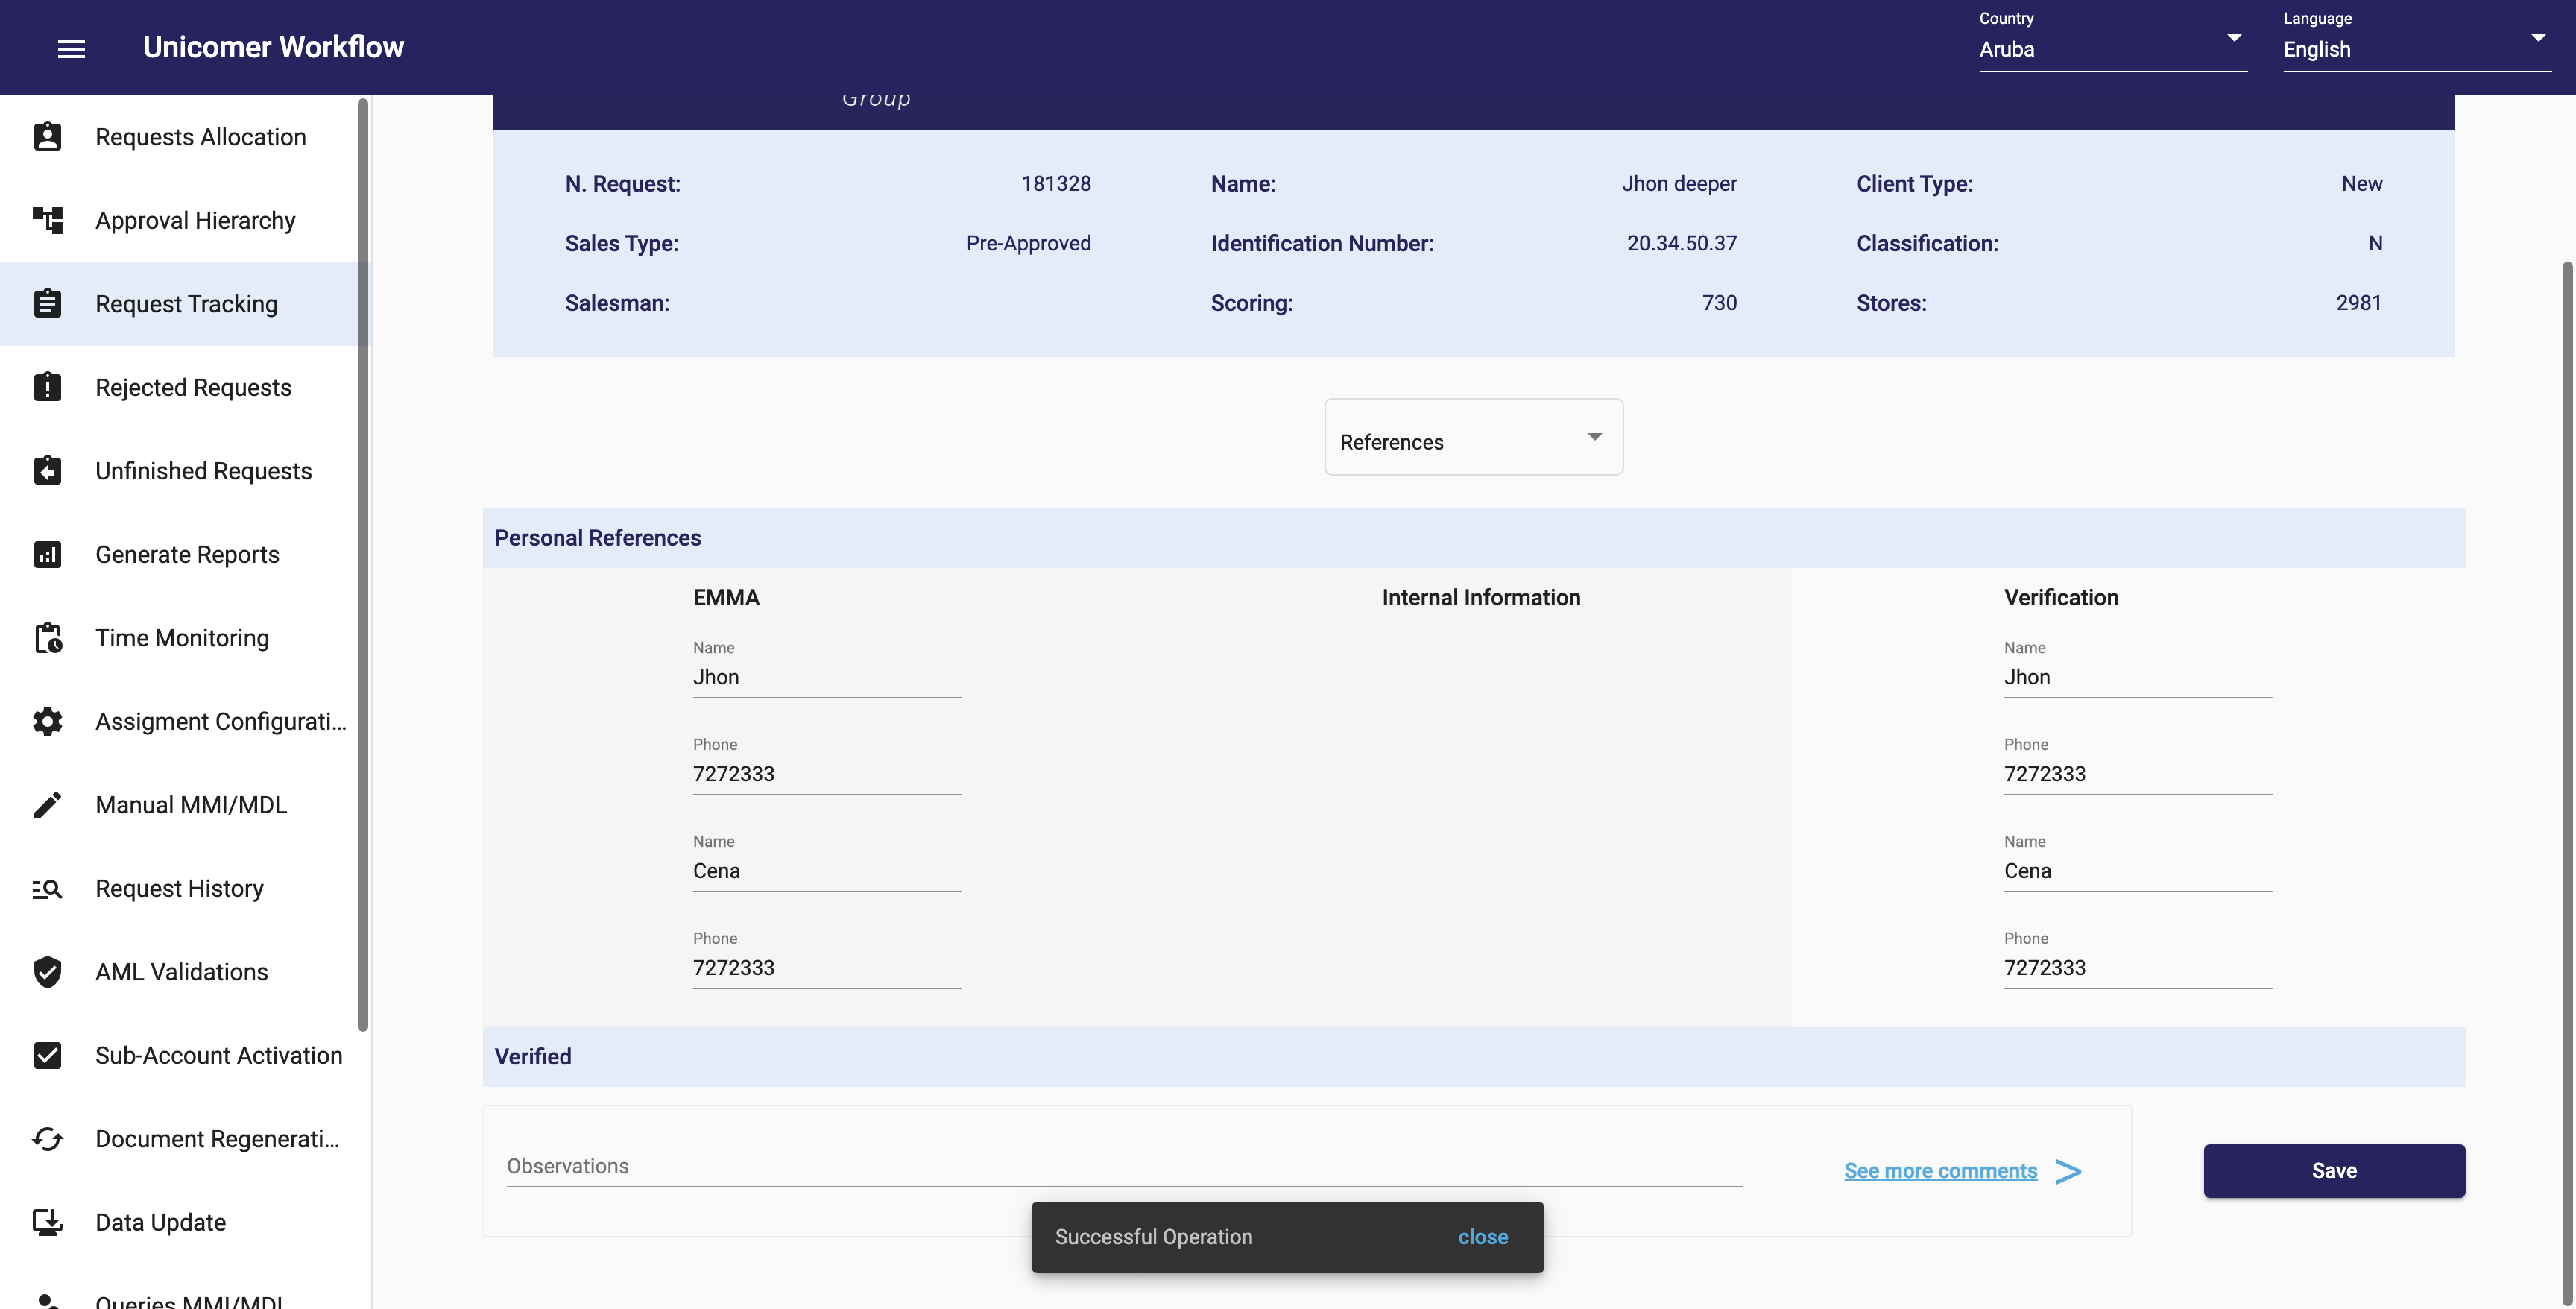 Unicomer Workflow
Country
Aruba
Language
English
Group
Requests Allocation
Approval Hierarchy
Request Tracking
Rejected Requests
Unfinished Requests
Generate Reports
Time Monitoring
Assigment Configurati...
Manual MMI/MDL
Request History
AML Validations
Sub-Account Activation
Document Regenerati...
Data Update
Queries MMI/MDL
N. Request: 181328 Name: Jhon deeper Client Type: New
Sales Type: Pre-Approved Identification Number: 20.34.50.37 Classification: N
Salesman: Scoring: 730 Stores: 2981
References
Personal References
EMMA Internal Information Verification
Name Name
Jhon Jhon
Phone Phone
7272333 7272333
Name Name
Cena Cena
Phone Phone
7272333 7272333
Verified
Observations
See more comments >
Save
Successful Operation close